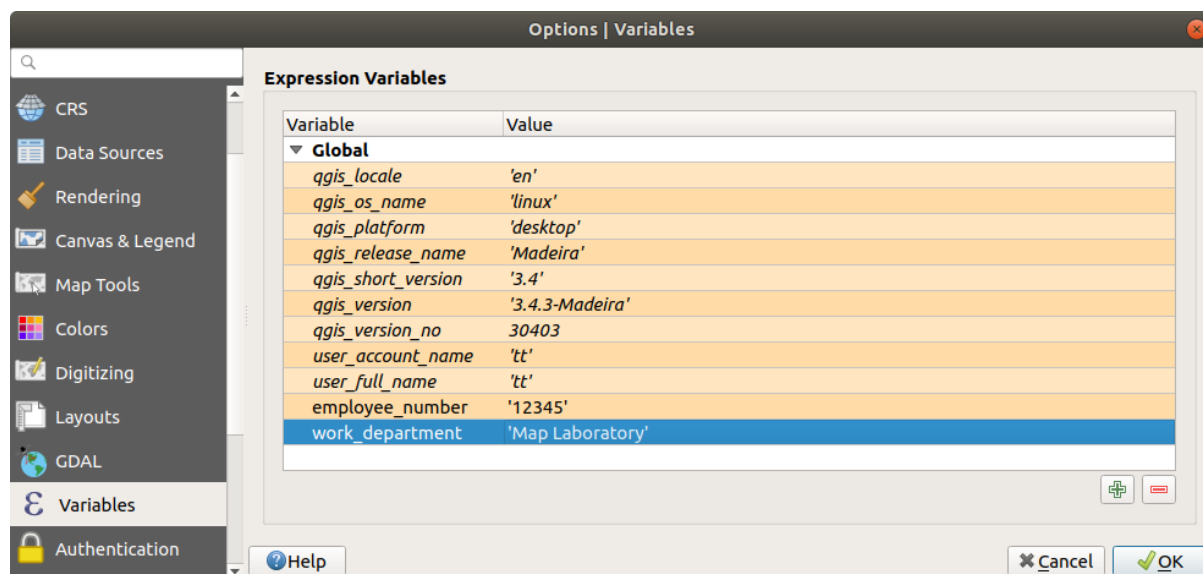 Options | Variables
CRS
Data Sources
Rendering
Canvas & Legend
Map Tools
Colors
Digitizing
Layouts
GDAL
Variables
Authentication
Expression Variables
Variable Value
Global
qgis_locale 'en'
qgis_os_name 'linux'
qgis_platform 'desktop'
qgis_release_name 'Madeira'
qgis_short_version '3.4'
qgis_version '3.4.3-Madeira'
qgis_version_no 30403
user_account_name 'tt'
user_full_name 'tt'
employee_number '12345'
work_department 'Map Laboratory'
Help Cancel OK